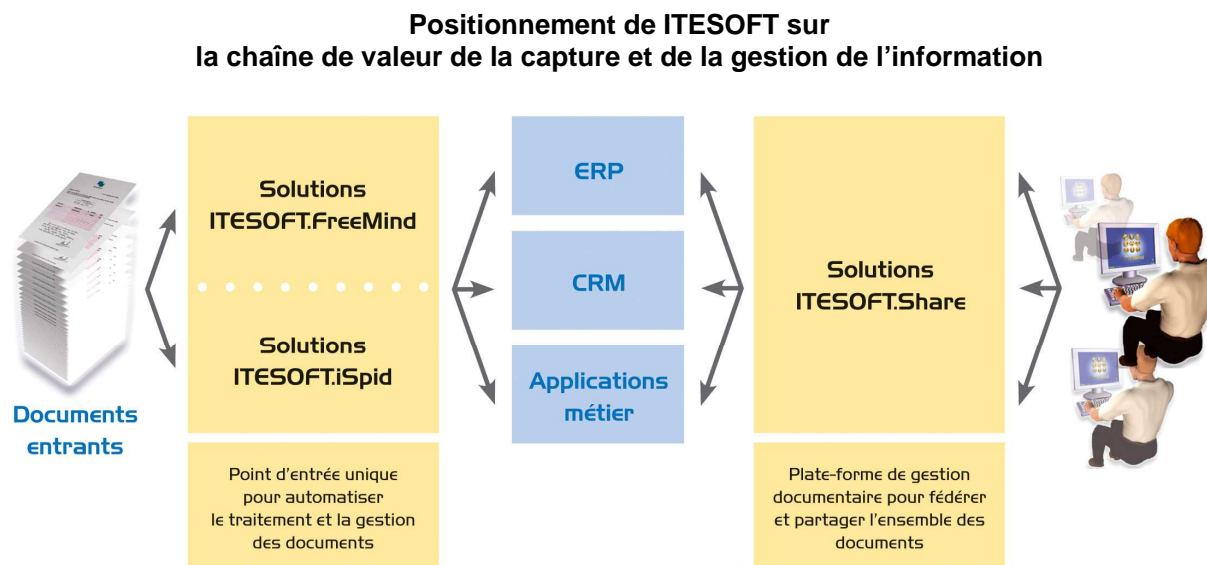 Positionnement de ITESOFT sur
la chaîne de valeur de la capture et de la gestion de l'information
Documents
entrants
Solutions
ITESOFT.FreeMind
Solutions
ITESOFT.iSpid
Point d'entrée unique
pour automatiser
le traitement et la gestion
des documents
ERP
CRM
Applications
métier
Solutions
ITESOFT.Share
Plate-forme de gestion
documentaire pour fédérer
et partager l'ensemble des
documents